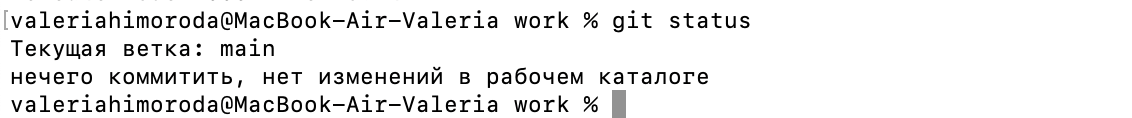 [valeriahimoroda@MacBook-Air-Valeria work % git status
Текущая ветка: main
нечего коммитить, нет изменений в рабочем каталоге
valeriahimoroda@MacBook-Air-Valeria work %